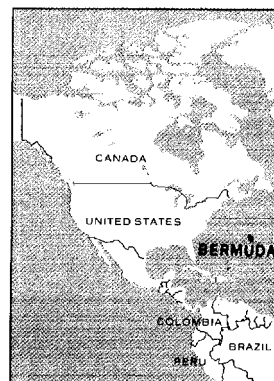 CANADA
UNITED STATES
BERMUDA
COLOMBIA
BRAZIL
PERU